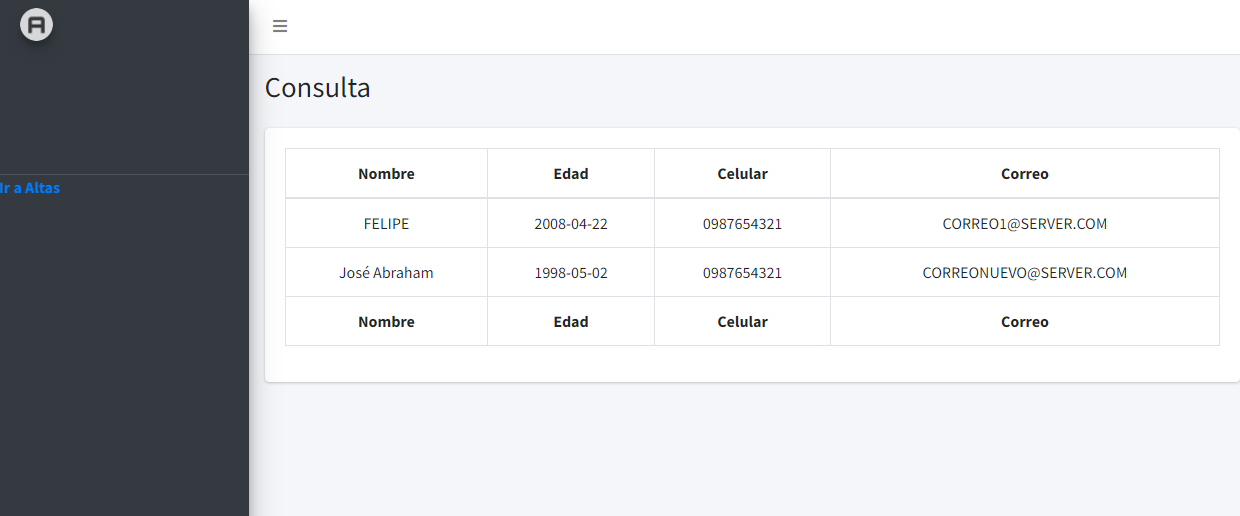 Consulta
Ir a Altas
Nombre Edad Celular Correo
FELIPE 2008-04-22 0987654321 CORREO1@SERVER.COM
José Abraham 1998-05-02 0987654321 CORREONUEVO@SERVER.COM
Nombre Edad Celular Correo